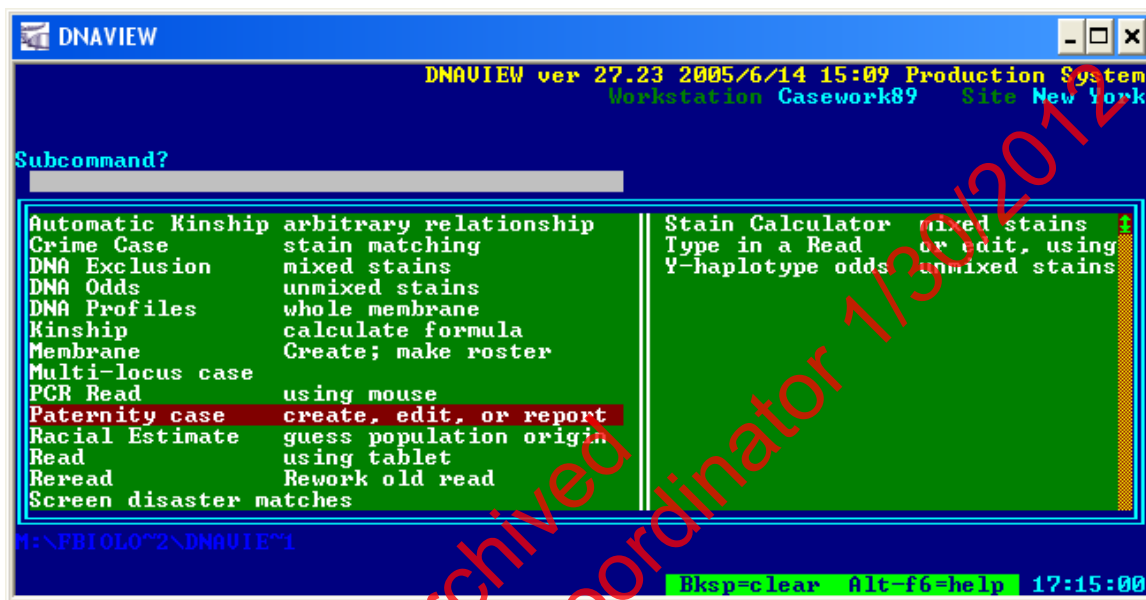 DNAVIEW
DNAVIEW ver 27.23 2005/6/14 15:09 Production System
Workstation Casework89 Site New York
Subcommand?
Automatic Kinship arbitrary relationship
Crime Case stain matching
DNA Exclusion mixed stains
DNA Odds unmixed stains
DNA Profiles whole membrane
Kinship calculate formula
Membrane Create; make roster
Multi-locus case
PCR Read using mouse
Paternity case create, edit, or report
Racial Estimate guess population origin
Read using tablet
Reread Rework old read
Screen disaster matches
Stain Calculator mixed stains
Type in a Read or edit, using
Y-haplotype odds unmixed stains
M:\FBIOLO~2\DNAVIE~1
Bksp=clear Alt-f6=help 17:15:00